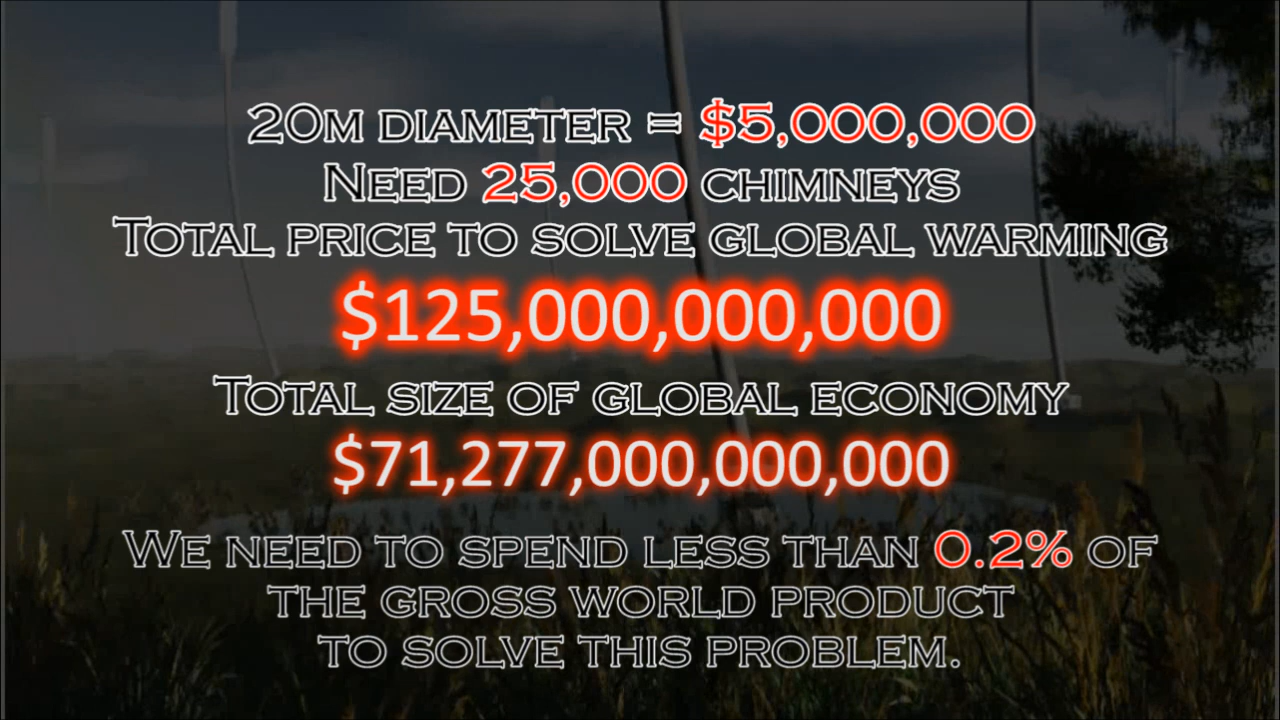 20m diameter = $5,000,000
Need 25,000 chimneys
Total price to solve global warming
$125,000,000,000
Total size of global economy
$71,277,000,000,000
We need to spend less than 0.2% of
the gross world product
to solve this problem.